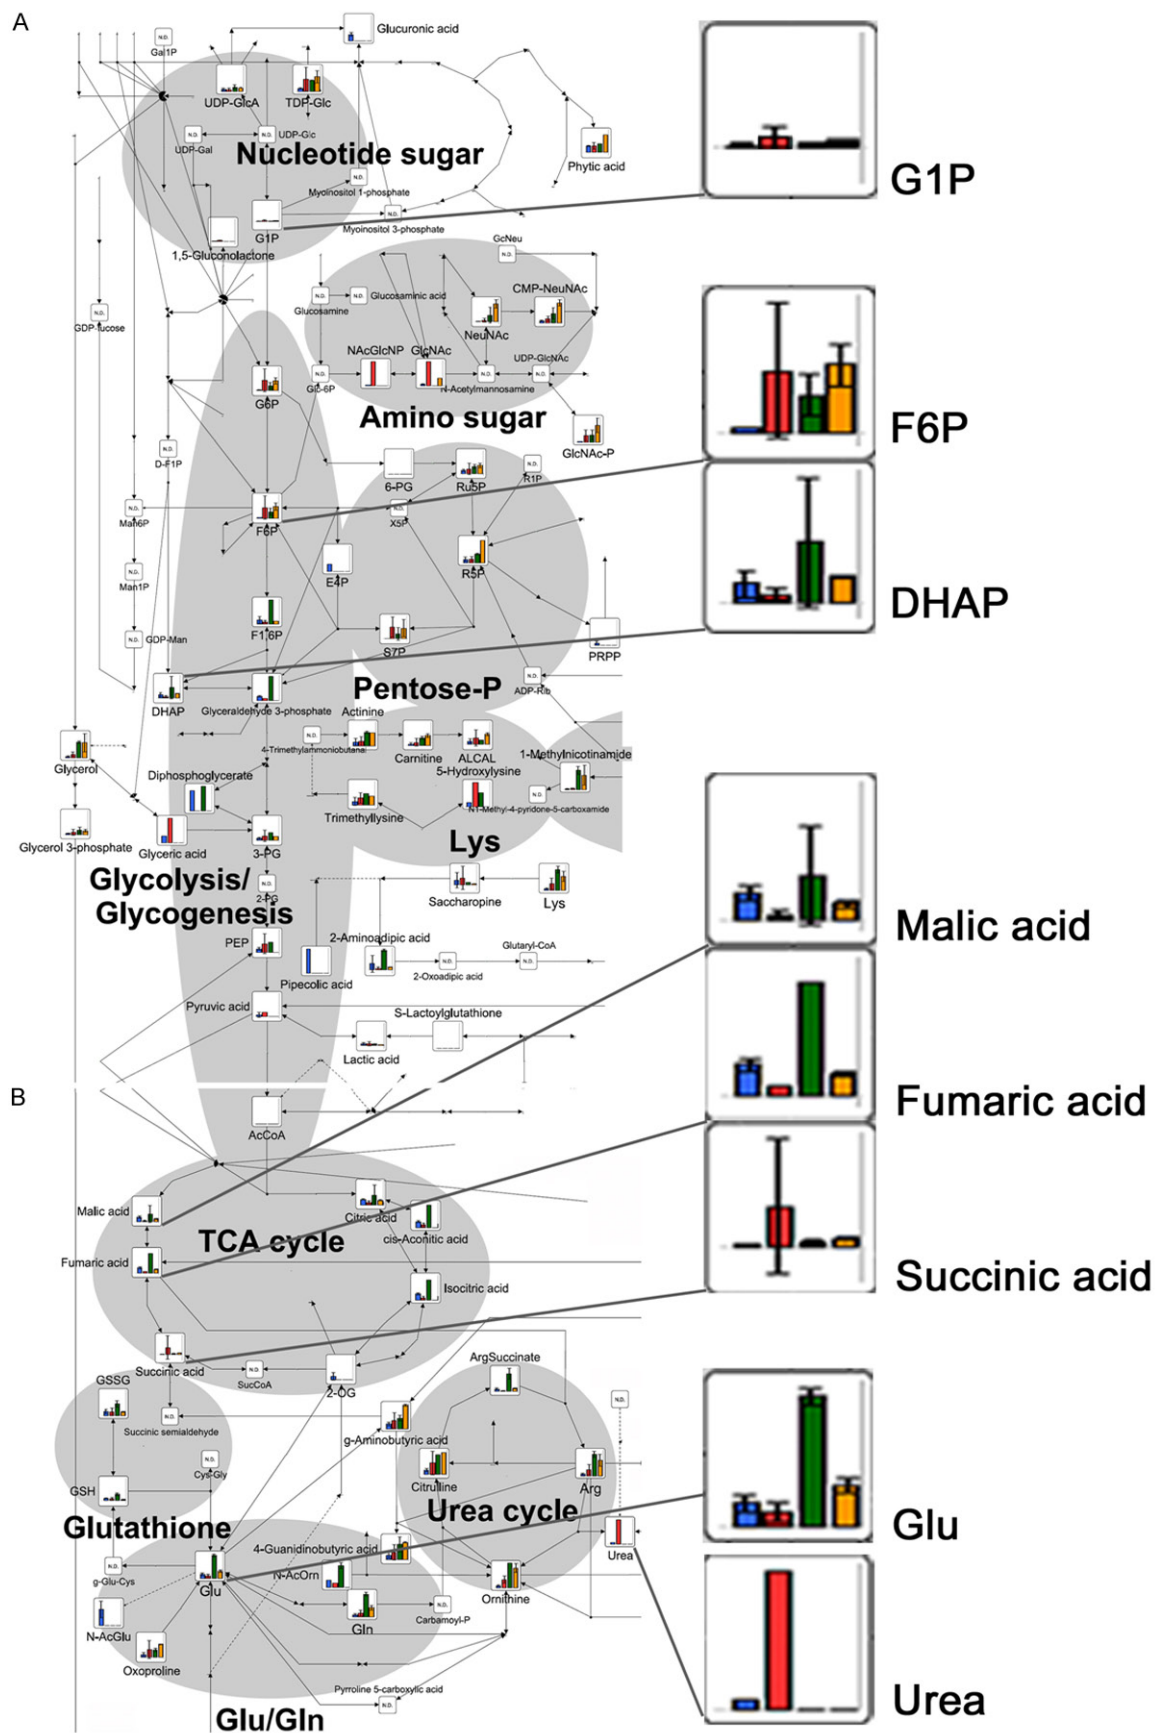 A
N.D.
Gal1P
Glucuronic acid
UDP-GlcA
TDP-Glc
N.D.
UDP-Gal
N.D.
UDP-Glc
Nucleotide sugar
Phytic acid
N.D.
Myoinositol 1-phosphate
G1P
N.D.
Myoinositol 3-phosphate
1,5-Gluconolactone
G1P
GcNeu
N.D.
N.D.
Glucosamine
N.D.
Glucosaminic acid
NeuNAc
CMP-NeuNAc
N.D.
GDP-fucose
NAcGlcNP
GlcNAc
UDP-GlcNAc
N.D.
Glc-6P
N.D.
N-Acetylmannosamine
N.D.
G6P
Amino sugar
GlcNAc-P
F6P
N.D.
D-F1P
6-PG
Ru5P
N.D.
R1P
N.D.
Man6P
F6P
N.D.
X5P
E4P
R5P
N.D.
Man1P
DHAP
F1,6P
N.D.
GDP-Man
S7P
PRPP
DHAP
Glyceraldehyde 3-phosphate
Pentose-P
N.D.
ADP-Rib
Actinine
N.D.
4-Trimethylammoniobutanal
Carnitine
ALCAL
5-Hydroxylysine
1-Methylnicotinamide
Glycerol
Diphosphoglycerate
Trimethyllysine
N.D.
N1-Methyl-4-pyridone-5-carboxamide
Glycerol 3-phosphate
Glyceric acid
3-PG
Lys
Glycolysis/
Glycogenesis
N.D.
2-PG
Saccharopine
Lys
PEP
Pipecolic acid
2-Aminoadipic acid
N.D.
2-Oxoadipic acid
Glutaryl-CoA
N.D.
Malic acid
Pyruvic acid
S-Lactoylglutathione
Lactic acid
B
AcCoA
Fumaric acid
Malic acid
Citric acid
cis-Aconitic acid
TCA cycle
Fumaric acid
Isocitric acid
Succinic acid
Succinic acid
N.D.
SucCoA
2-OG
GSSG
N.D.
Succinic semialdehyde
ArgSuccinate
N.D.
g-Aminobutyric acid
N.D.
Cys-Gly
GSH
Citrulline
Arg
Glutathione
Urea cycle
Glu
4-Guanidinobutyric acid
Urea
N.D.
g-Glu-Cys
Glu
N-AcOrn
Ornithine
N-AcGlu
Gln
N.D.
Carbamoyl-P
Oxoproline
Pyrroline 5-carboxylic acid
N.D.
Glu/Gln
Urea